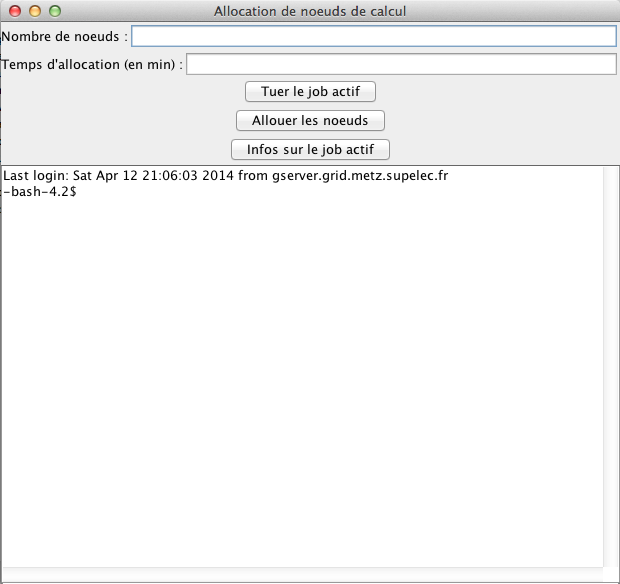 Allocation de noeuds de calcul
Nombre de noeuds :
Temps d'allocation (en min) :
Tuer le job actif
Allouer les noeuds
Infos sur le job actif
Last login: Sat Apr 12 21:06:03 2014 from gserver.grid.metz.supelec.fr
-bash-4.2$